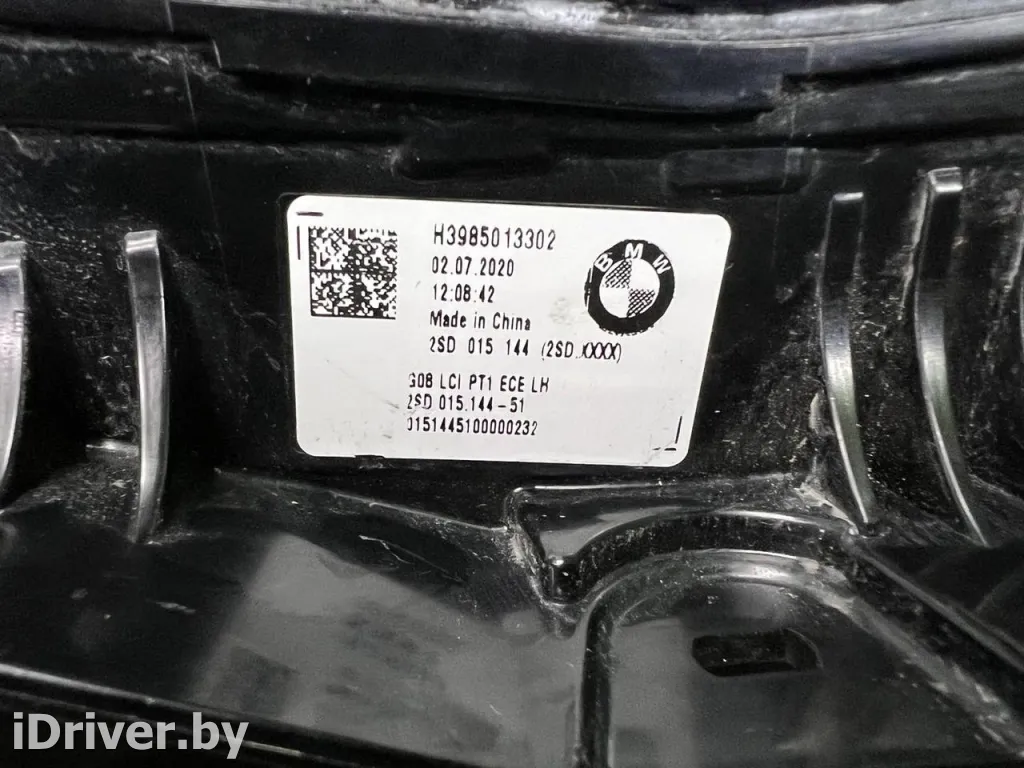 H3985013302
02.07.2020
12:08:42
Made in China
2SD 015 144 (2SD.XXXX)
G08 LCI PT1 ECE LH
2SD 015.144-51
0151445100000232
BMW
iDriver.by